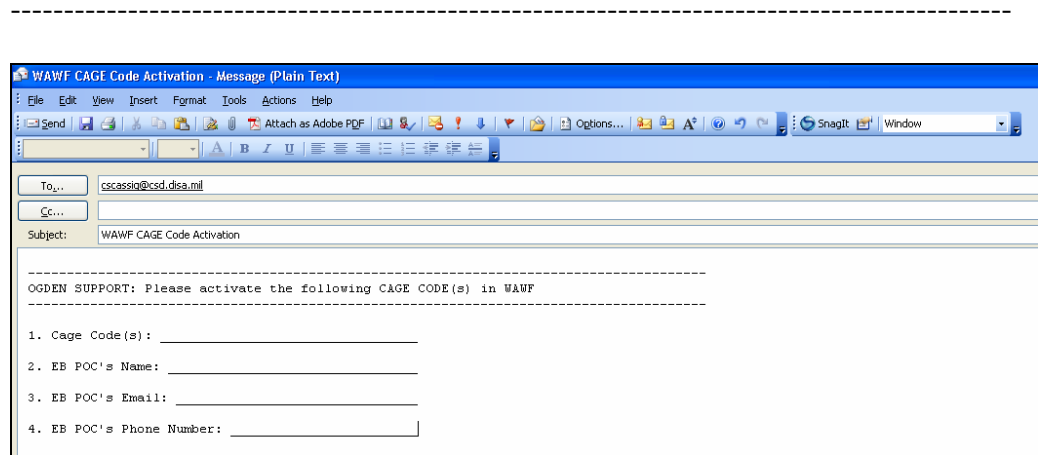 WAWF CAGE Code Activation - Message (Plain Text)
File Edit View Insert Format Tools Actions Help
Send Attach as Adobe PDF Options... SnagIt Window
A B I U
To... cscassig@csd.disa.mil
Cc...
Subject: WAWF CAGE Code Activation
OGDEN SUPPORT: Please activate the following CAGE CODE(s) in WAWF
1. Cage Code(s):
2. EB POC's Name:
3. EB POC's Email:
4. EB POC's Phone Number: